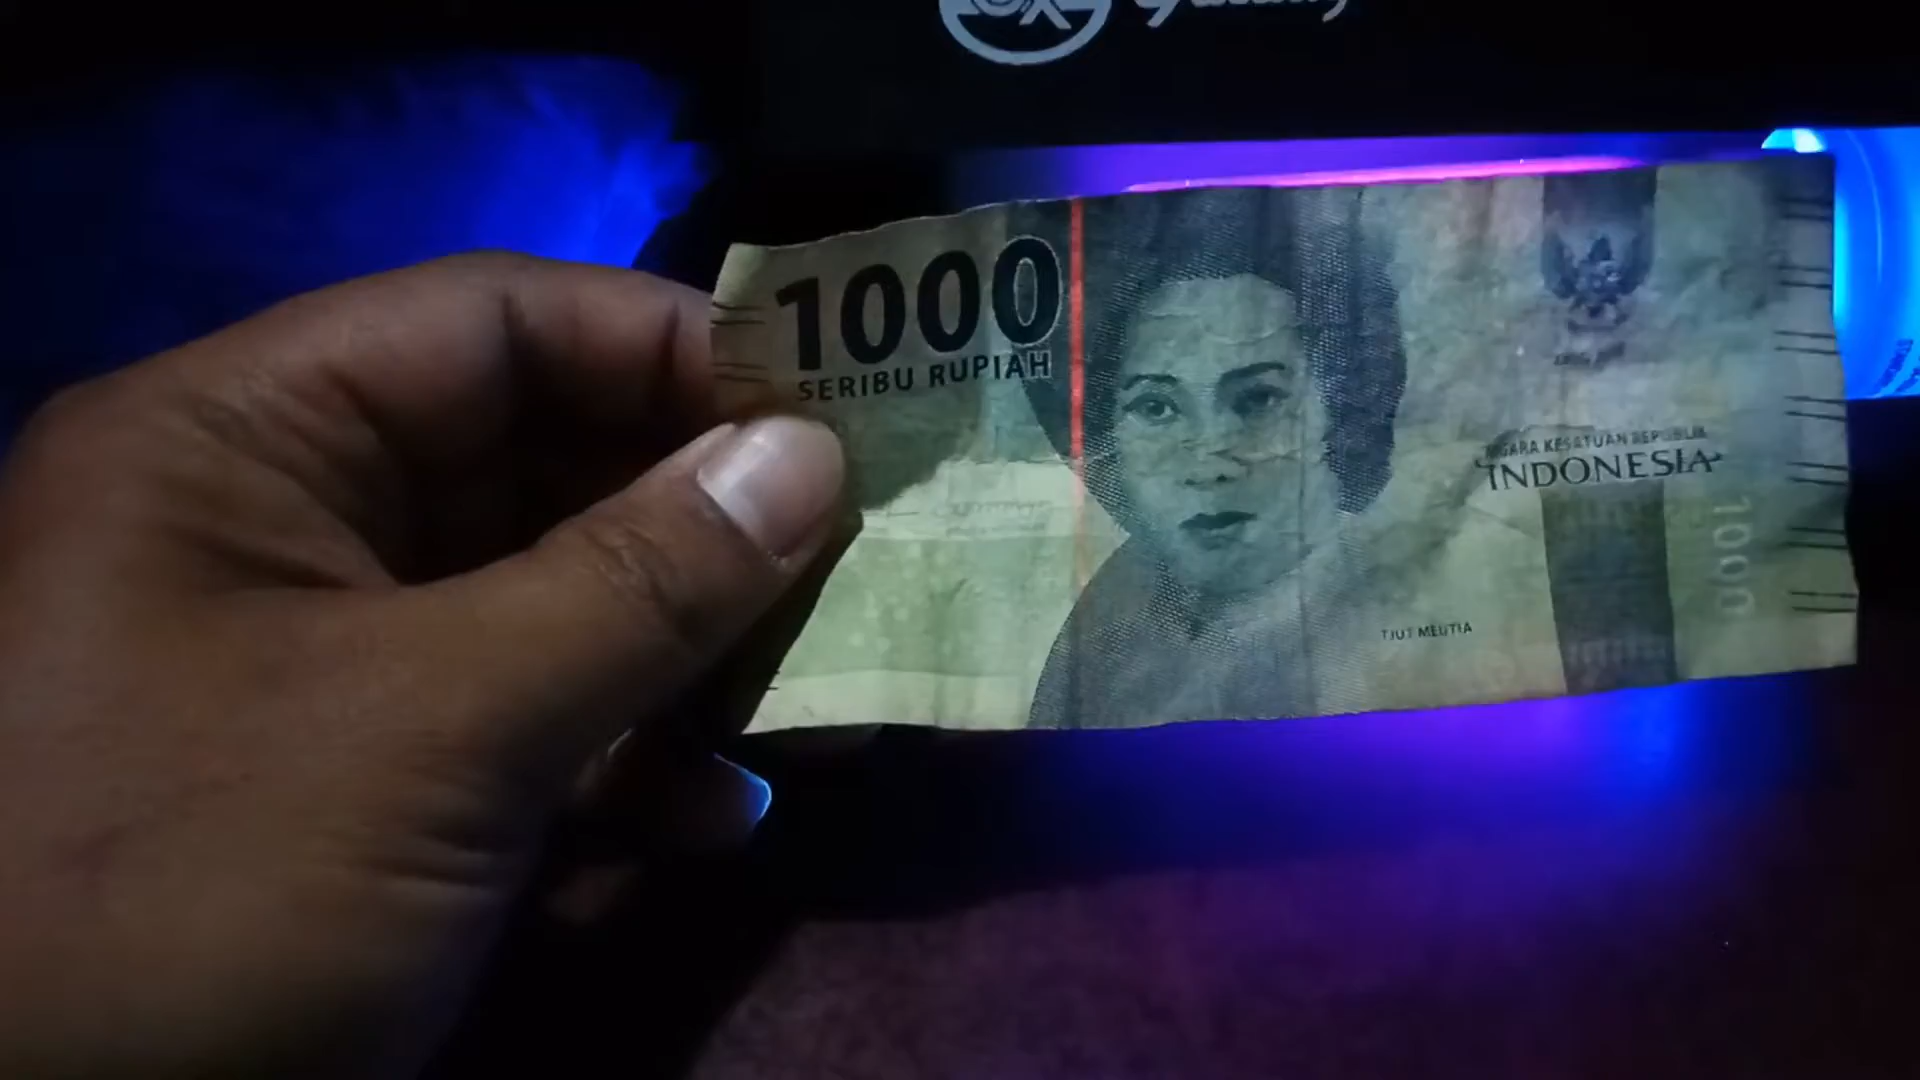 1000
SERIBU RUPIAH
NEGARA KESATUAN REPUBLIK
INDONESIA
1000
TJUT MEUTIA